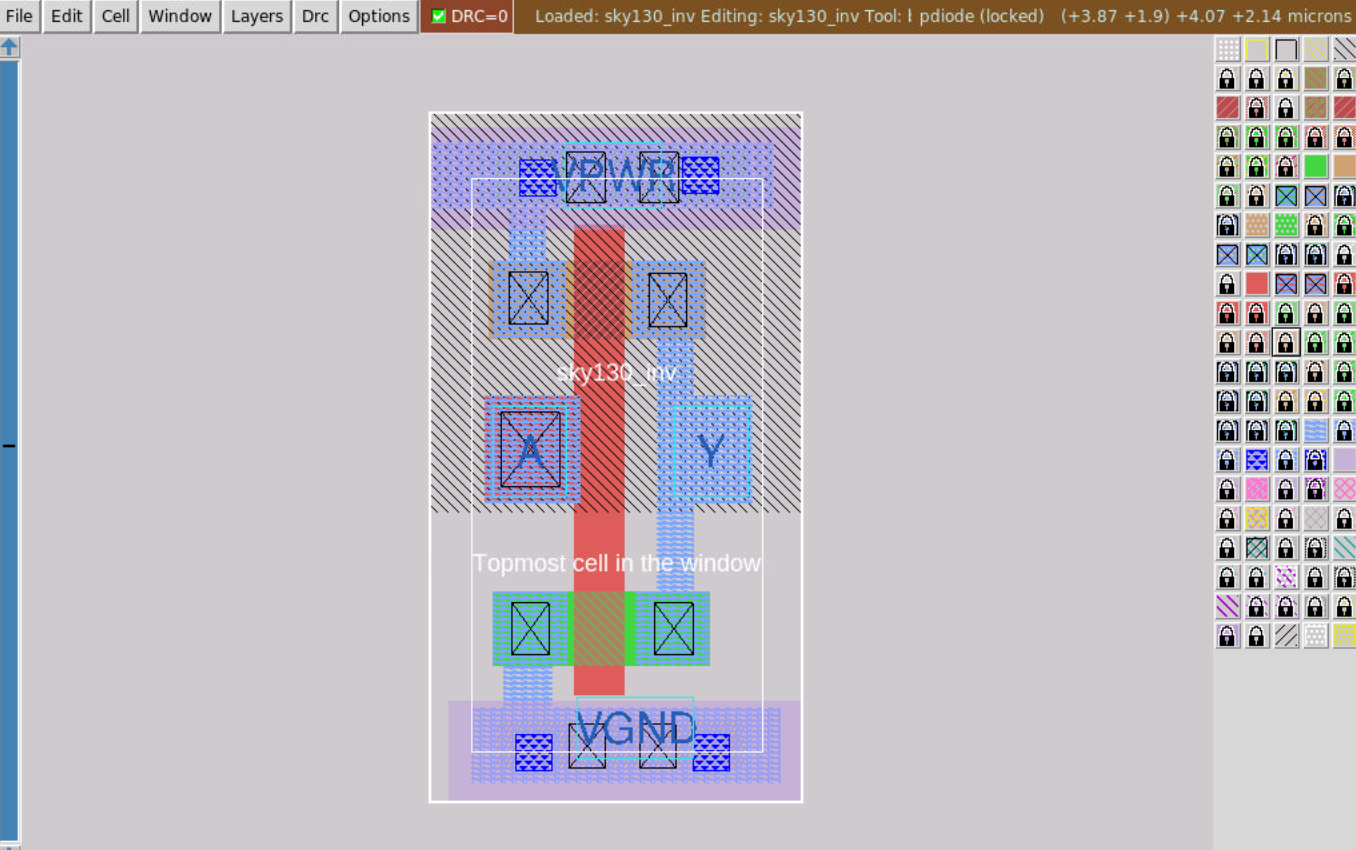 File Edit Cell Window Layers Drc Options DRC=0 Loaded: sky130_inv Editing: sky130_inv Tool: l pdiode (locked) (+3.87 +1.9) +4.07 +2.14 microns
VPWR
sky130_inv
A Y
Topmost cell in the window
VGND